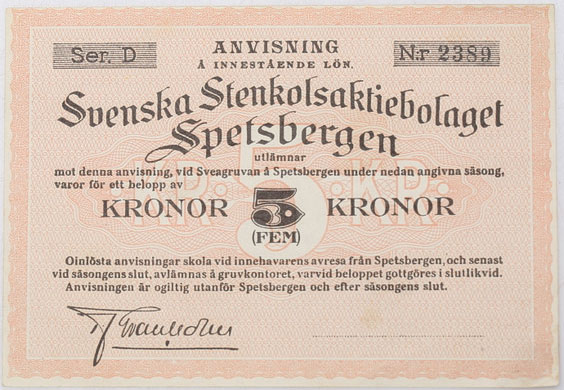 Ser. D
ANVISNING
N:r 2389
Å INNESTÅENDE LÖN.
Svenska Stenkolsaktiebolaget
Spetsbergen
utlämnar
mot denna anvisning, vid Sveagruvan å Spetsbergen under nedan angivna säsong,
varor för ett belopp av
KRONOR 5 KRONOR
(FEM)
Oinlösta anvisningar skola vid innehavarens avresa från Spetsbergen, och senast
vid säsongens slut, avlämnas å gruvkontoret, varvid beloppet gottgöres i slutlikvid.
Anvisningen är ogiltig utanför Spetsbergen och efter säsongens slut.